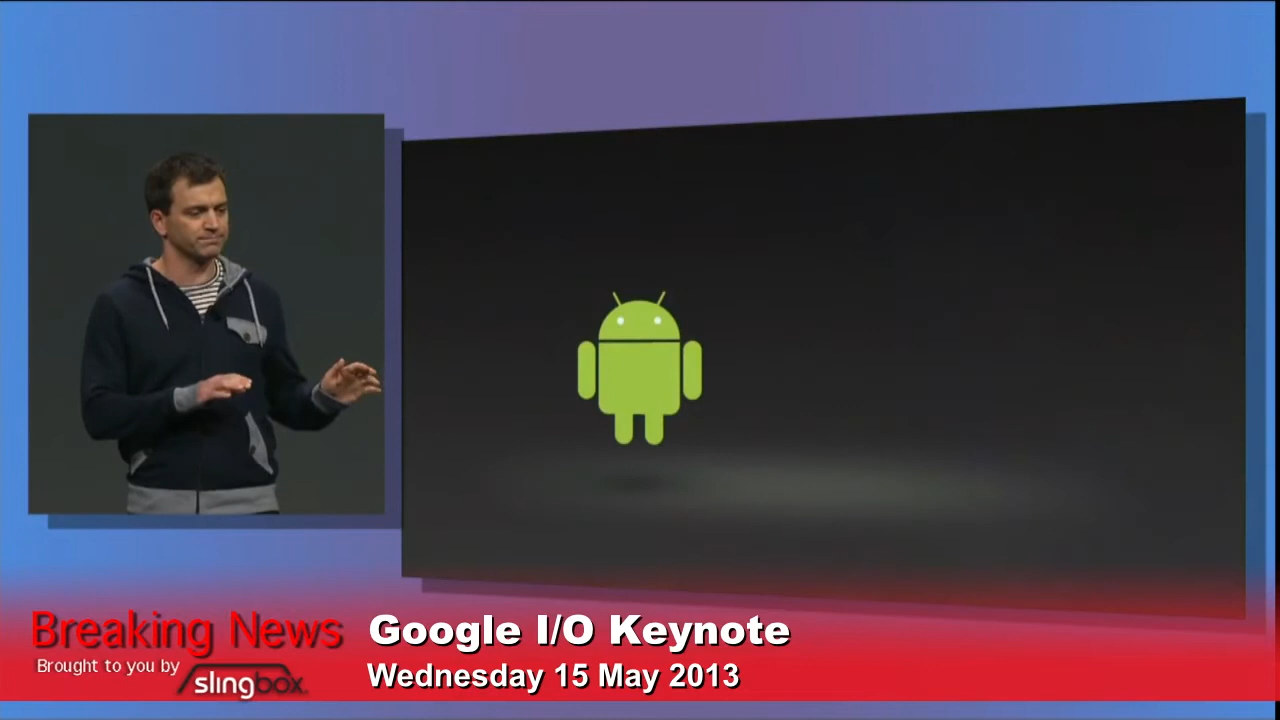 Breaking News
Brought to you by
slingbox
Google I/O Keynote
Wednesday 15 May 2013